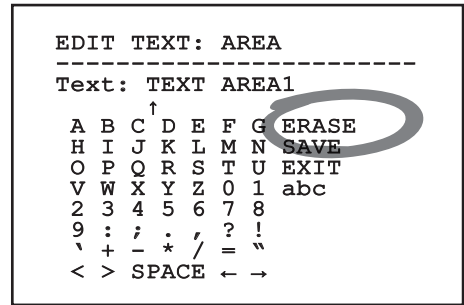 EDIT TEXT: AREA
--------------------------
Text: TEXT AREA1
↑
A B C D E F G ERASE
H I J K L M N SAVE
O P Q R S T U EXIT
V W X Y Z 0 1 abc
2 3 4 5 6 7 8
9 : ; . , ? !
‛ + - * / = ‟
< > SPACE ← →